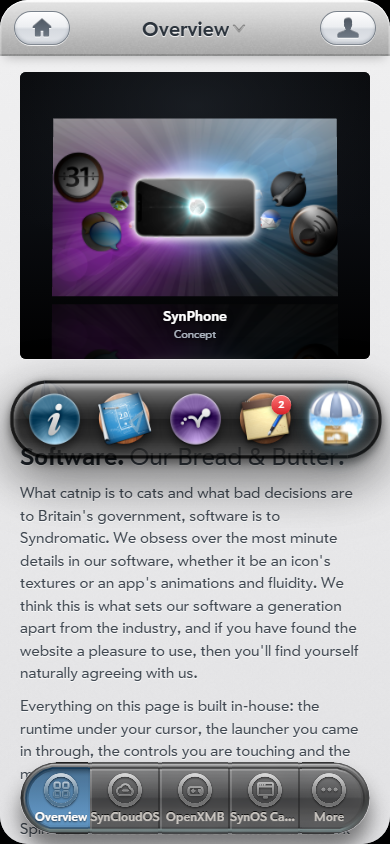 Overview
31
SynPhone
Concept
2.0
2
Software. Our Bread & Butter.
What catnip is to cats and what bad decisions are
to Britain's government, software is to
Syndromatic. We obsess over the most minute
details in our software, whether it be an icon's
textures or an app's animations and fluidity. We
think this is what sets our software a generation
apart from the industry, and if you have found the
website a pleasure to use, then you'll find yourself
naturally agreeing with us.
Everything on this page is built in-house: the
runtime under your cursor, the launcher you came
in through, the controls you are touching and the
Overview SynCloudOS OpenXMB SynOS Ca... More